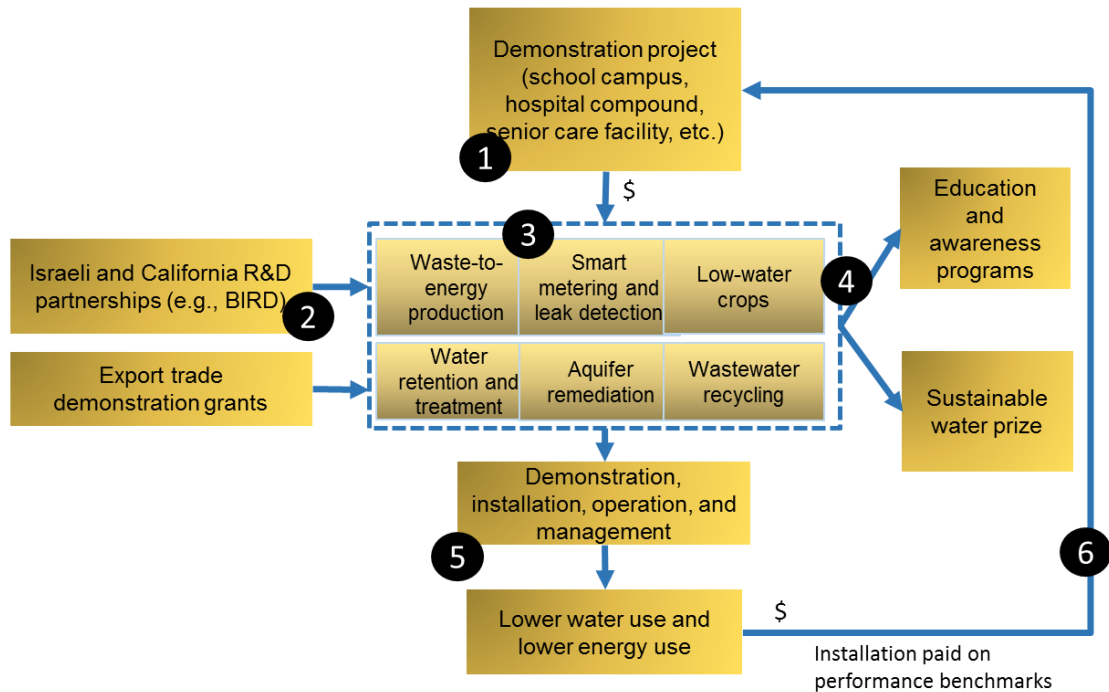 Demonstration project
(school campus,
hospital compound,
senior care facility, etc.)
1
$
Israeli and California R&D
partnerships (e.g., BIRD)
2
Export trade
demonstration grants
3
Waste-to-
energy
production
Smart
metering and
leak detection
Low-water
crops
Water
retention and
treatment
Aquifer
remediation
Wastewater
recycling
4
Education
and
awareness
programs
Sustainable
water prize
Demonstration,
installation, operation, and
management
5
Lower water use and
lower energy use
$
Installation paid on
performance benchmarks
6